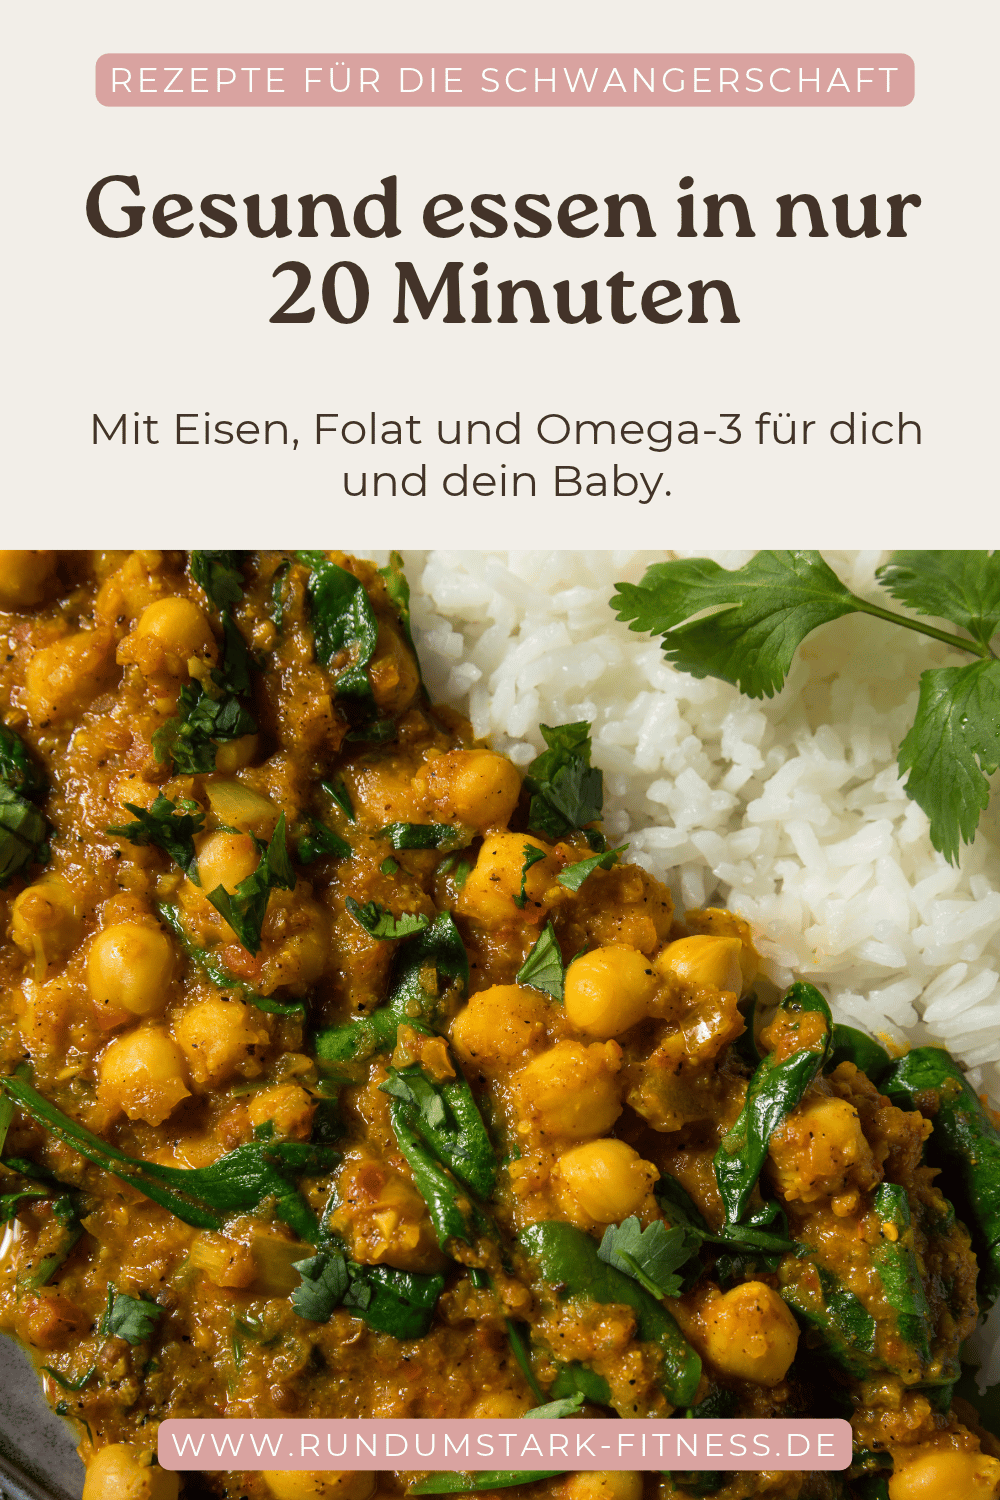 REZEPTE FÜR DIE SCHWANGERSCHAFT
Gesund essen in nur
20 Minuten
Mit Eisen, Folat und Omega-3 für dich
und dein Baby.
WWW.RUNDUMSTARK-FITNESS.DE